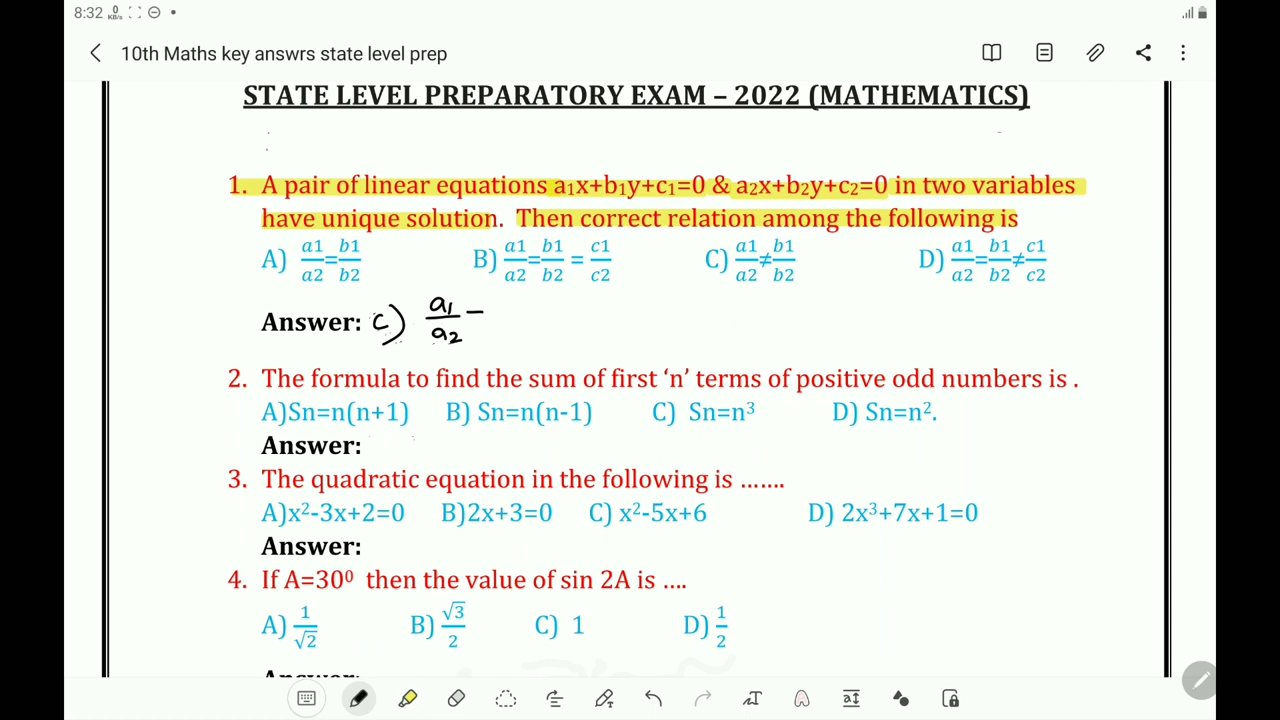 8:32 0 KB/s
10th Maths key answrs state level prep
STATE LEVEL PREPARATORY EXAM – 2022 (MATHEMATICS)
1. A pair of linear equations a₁x+b₁y+c₁=0 & a₂x+b₂y+c₂=0 in two variables
have unique solution. Then correct relation among the following is
A) a1/a2=b1/b2 B) a1/a2=b1/b2 = c1/c2 C) a1/a2≠b1/b2 D) a1/a2=b1/b2≠c1/c2
Answer: C) a₁/a₂ –
2. The formula to find the sum of first ‘n’ terms of positive odd numbers is .
A)Sn=n(n+1) B) Sn=n(n-1) C) Sn=n³ D) Sn=n².
Answer:
3. The quadratic equation in the following is …….
A)x²-3x+2=0 B)2x+3=0 C) x²-5x+6 D) 2x³+7x+1=0
Answer:
4. If A=30⁰ then the value of sin 2A is ….
A) 1/√2 B) √3/2 C) 1 D) 1/2
Answer: